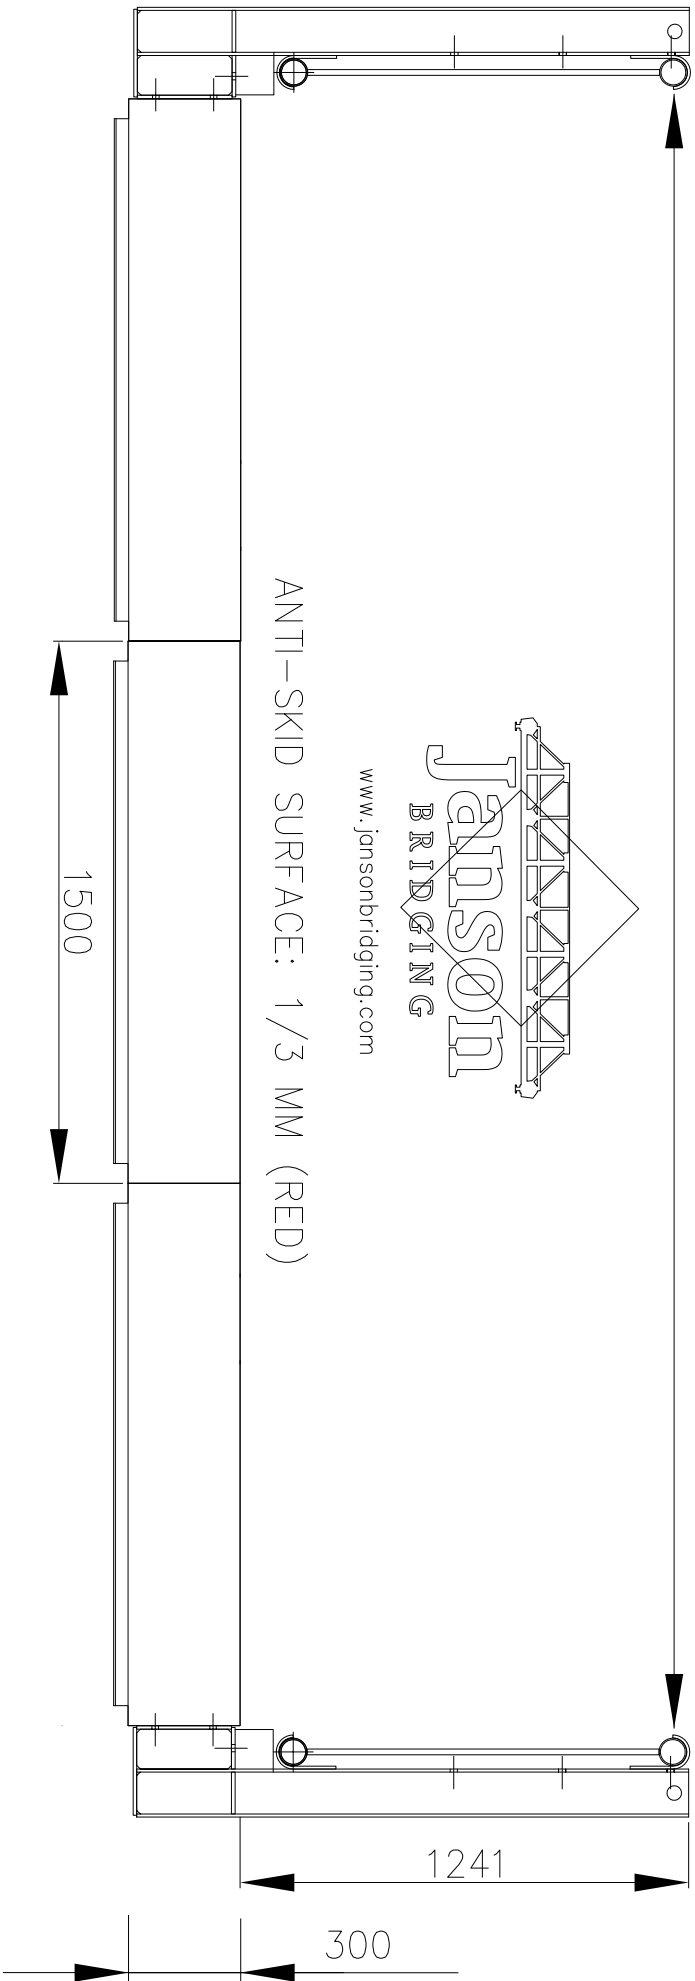 Janson
BRIDGING
www.jansonbridging.com
ANTI-SKID SURFACE: 1/3 MM (RED)
1500
1241
300